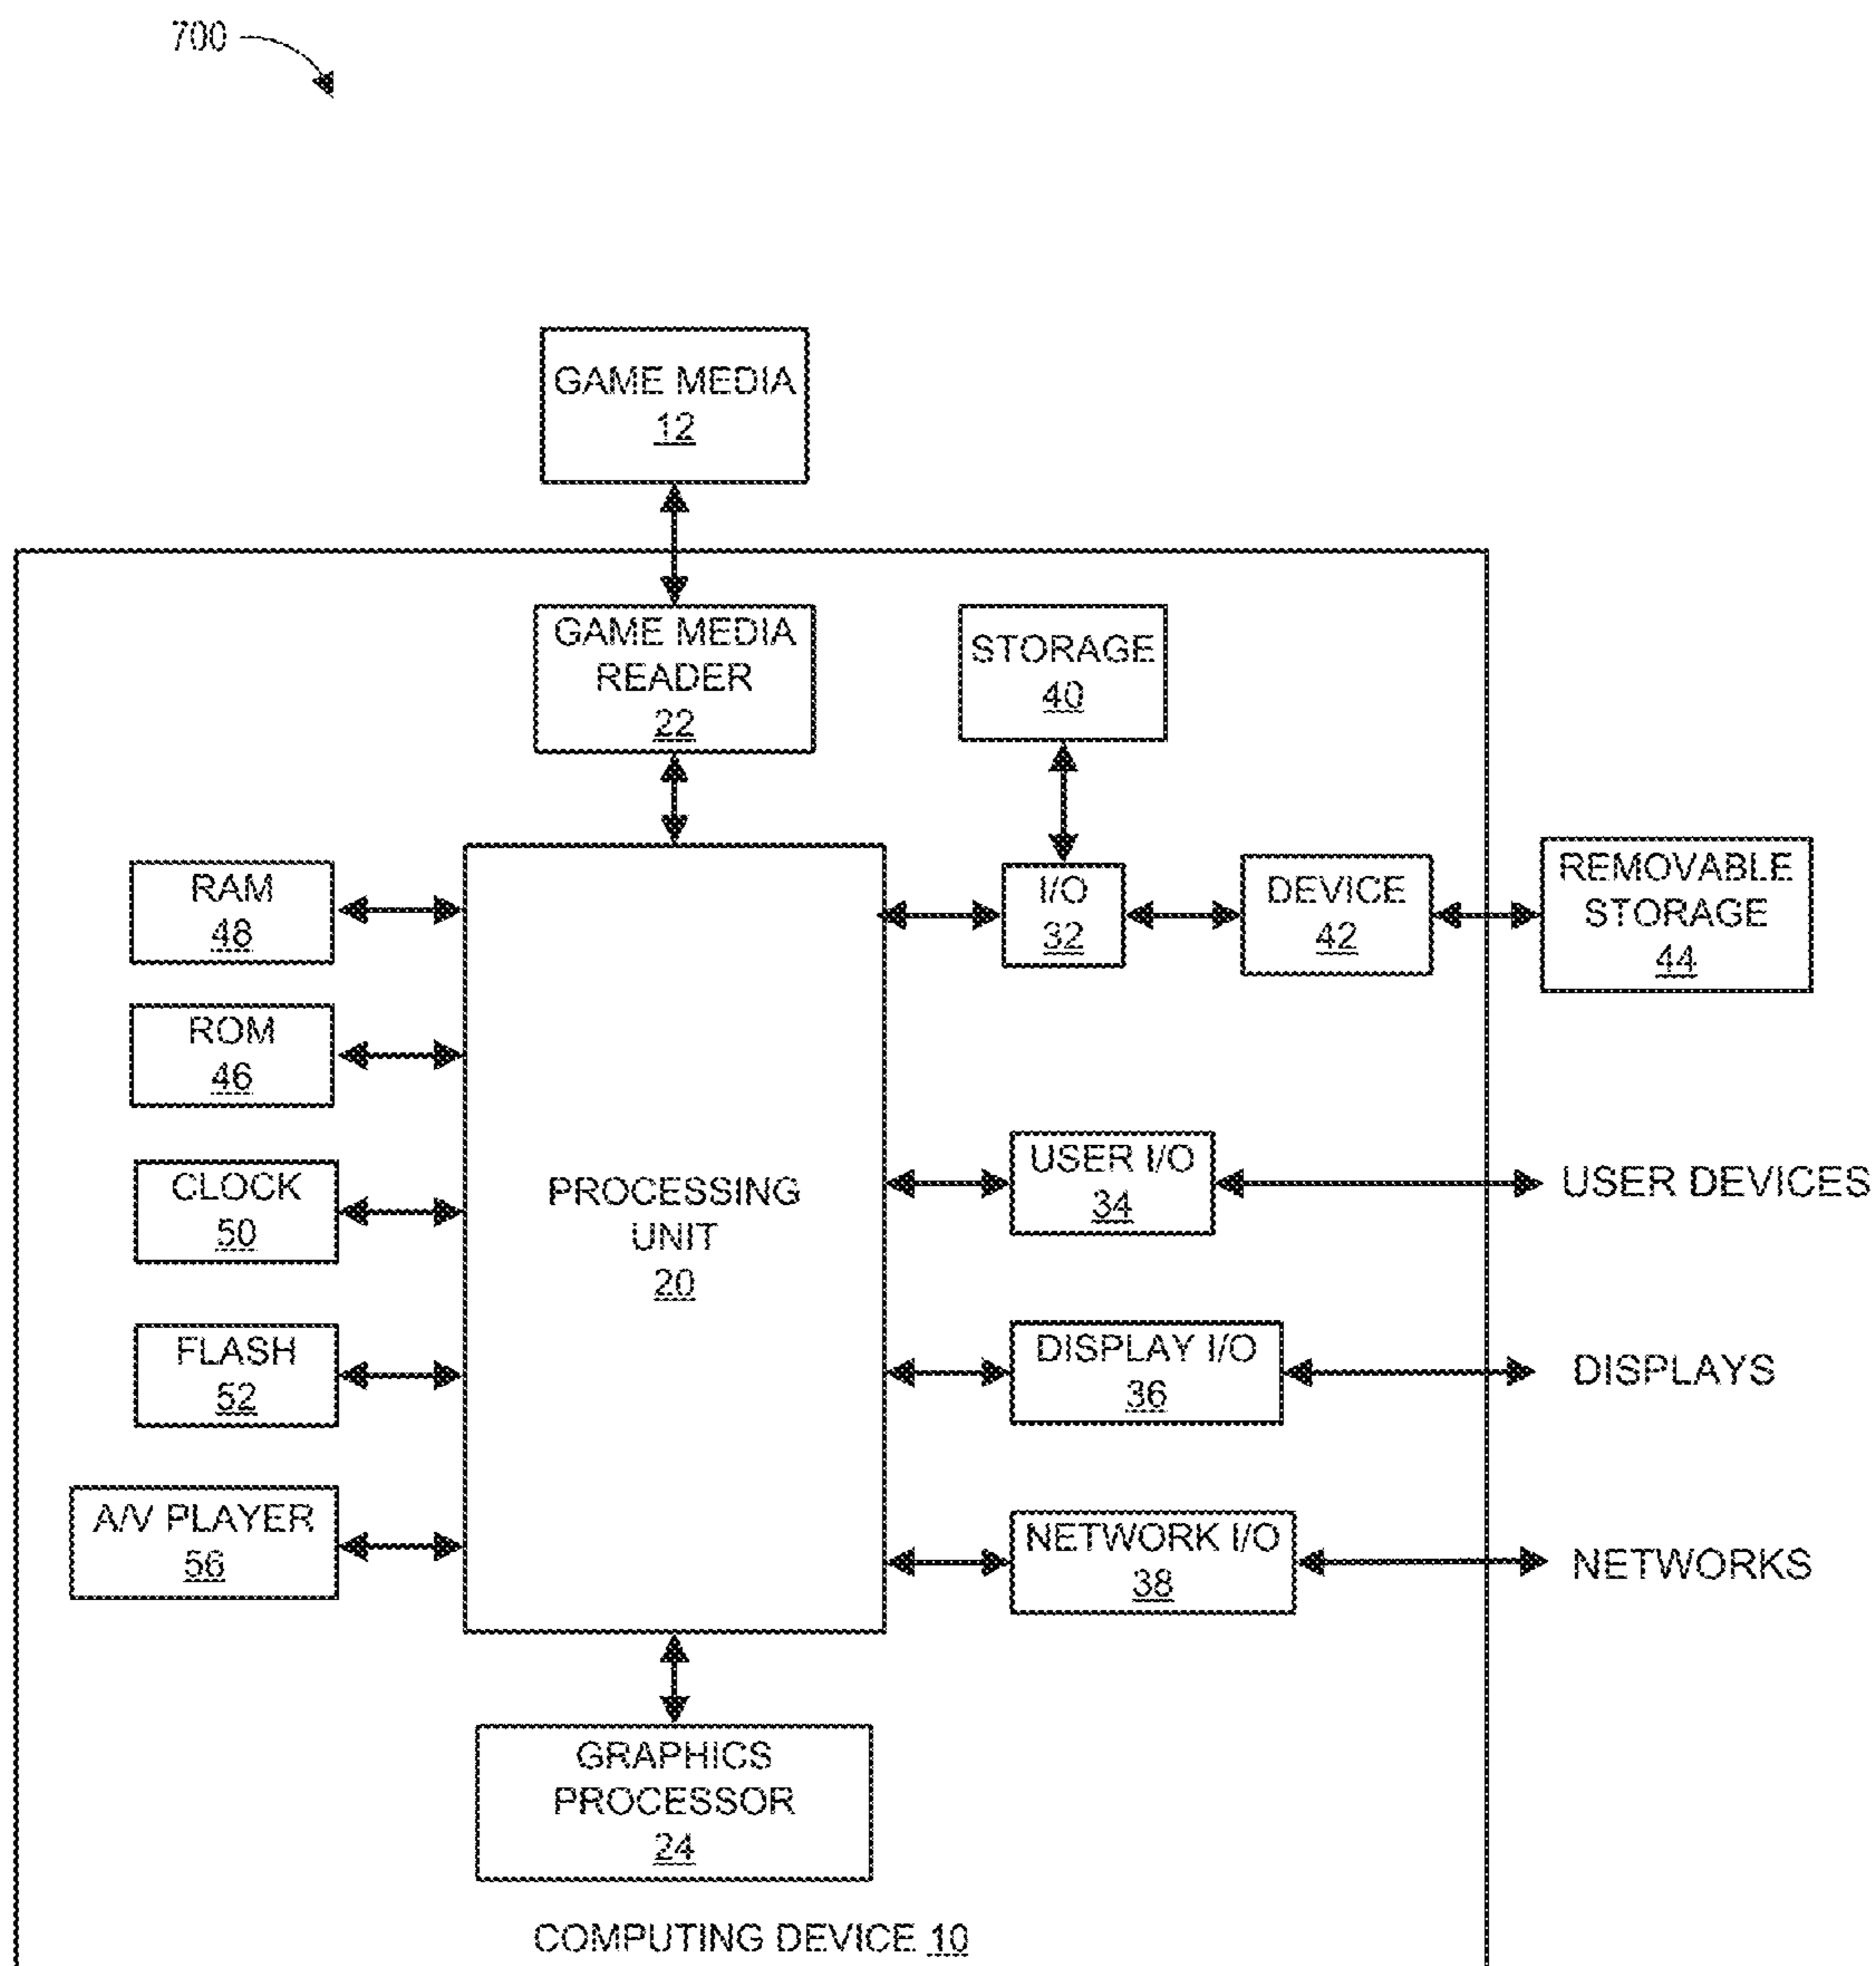 700
GAME MEDIA
12
GAME MEDIA
READER
22
STORAGE
40
RAM
48
I/O
32
DEVICE
42
REMOVABLE
STORAGE
44
ROM
46
CLOCK
50
PROCESSING
UNIT
20
USER I/O
34
USER DEVICES
FLASH
52
DISPLAY I/O
36
DISPLAYS
A/V PLAYER
56
NETWORK I/O
38
NETWORKS
GRAPHICS
PROCESSOR
24
COMPUTING DEVICE 10